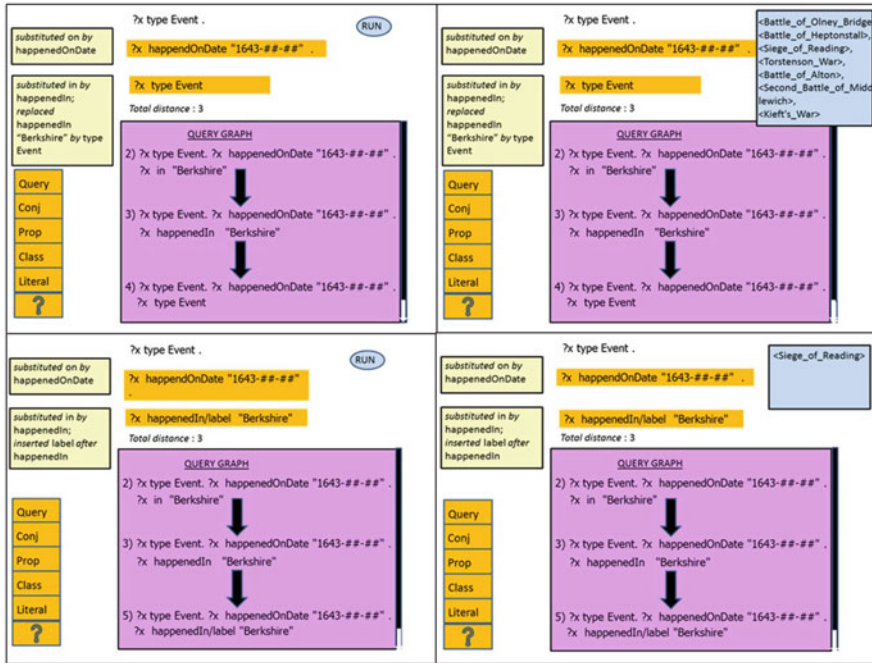 ?x type Event .
RUN
substituted on by
happenedOnDate
?x happendOnDate "1643-##-##" .
substituted in by
happenedIn;
replaced
happenedIn
"Berkshire" by type
Event
?x type Event
Total distance : 3
QUERY GRAPH
2) ?x type Event. ?x happenedOnDate "1643-##-##" .
?x in "Berkshire"
3) ?x type Event. ?x happenedOnDate "1643-##-##" .
?x happenedIn "Berkshire"
4) ?x type Event. ?x happenedOnDate "1643-##-##" .
?x type Event
Query
Conj
Prop
Class
Literal
?
?x type Event .
substituted on by
happenedOnDate
?x happendOnDate "1643-##-##" .
substituted in by
happenedIn;
replaced
happenedIn
"Berkshire" by type
Event
?x type Event
Total distance : 3
<Battle_of_Olney_Bridge
<Battle_of_Heptonstall>,
<Siege_of_Reading>,
<Torstenson_War>,
<Battle_of_Alton>,
<Second_Battle_of_Midd
lewich>,
<Kieft's_War>
QUERY GRAPH
2) ?x type Event. ?x happenedOnDate "1643-##-##" .
?x in "Berkshire"
3) ?x type Event. ?x happenedOnDate "1643-##-##" .
?x happenedIn "Berkshire"
4) ?x type Event. ?x happenedOnDate "1643-##-##" .
?x type Event
Query
Conj
Prop
Class
Literal
?
?x type Event .
RUN
substituted on by
happenedOnDate
?x happendOnDate "1643-##-##"
.
substituted in by
happenedIn;
inserted label after
happenedIn
?x happenedIn/label "Berkshire"
Total distance : 3
QUERY GRAPH
2) ?x type Event. ?x happenedOnDate "1643-##-##" .
?x in "Berkshire"
3) ?x type Event. ?x happenedOnDate "1643-##-##" .
?x happenedIn "Berkshire"
5) ?x type Event. ?x happenedOnDate "1643-##-##" .
?x happenedIn/label "Berkshire"
Query
Conj
Prop
Class
Literal
?
?x type Event .
substituted on by
happenedOnDate
?x happendOnDate "1643-##-##" .
substituted in by
happenedIn;
inserted label after
happenedIn
?x happenedIn/label "Berkshire"
Total distance : 3
<Siege_of_Reading>
QUERY GRAPH
2) ?x type Event. ?x happenedOnDate "1643-##-##" .
?x in "Berkshire"
3) ?x type Event. ?x happenedOnDate "1643-##-##" .
?x happenedIn "Berkshire"
5) ?x type Event. ?x happenedOnDate "1643-##-##" .
?x happenedIn/label "Berkshire"
Query
Conj
Prop
Class
Literal
?